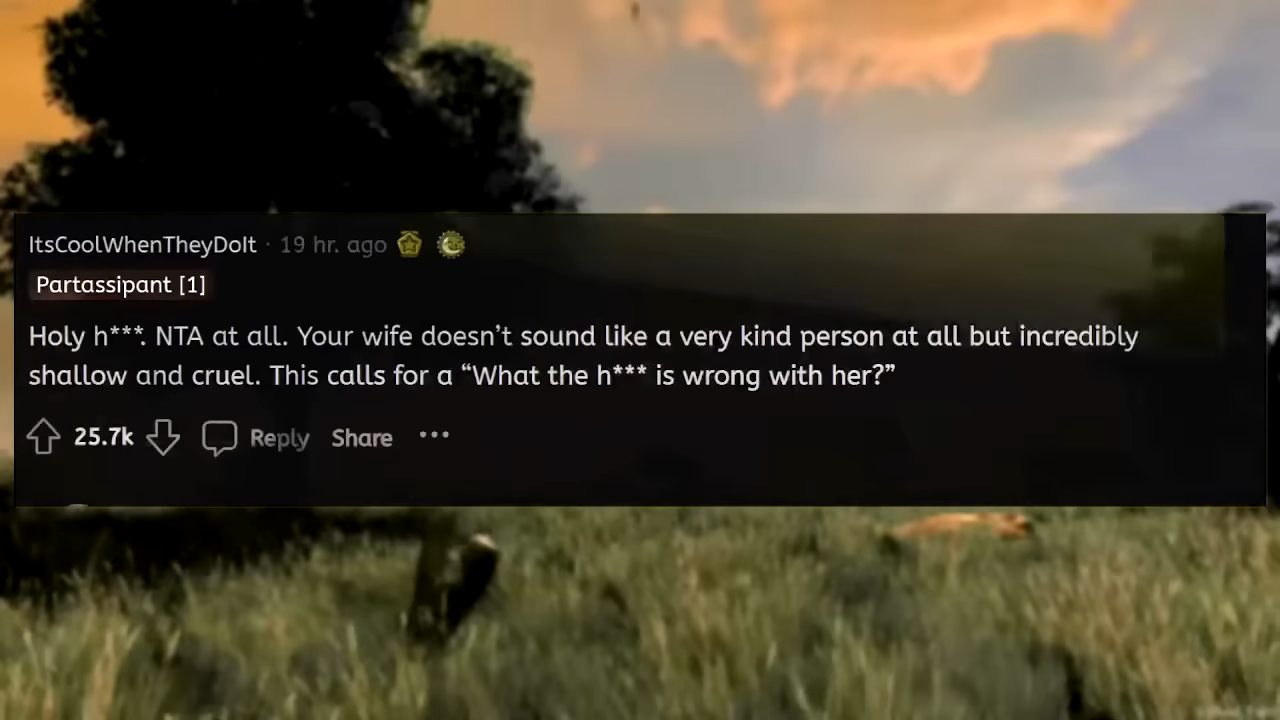 ItsCoolWhenTheyDoIt · 19 hr. ago
Partassipant [1]
Holy h***. NTA at all. Your wife doesn’t sound like a very kind person at all but incredibly
shallow and cruel. This calls for a “What the h*** is wrong with her?”
25.7k Reply Share ···